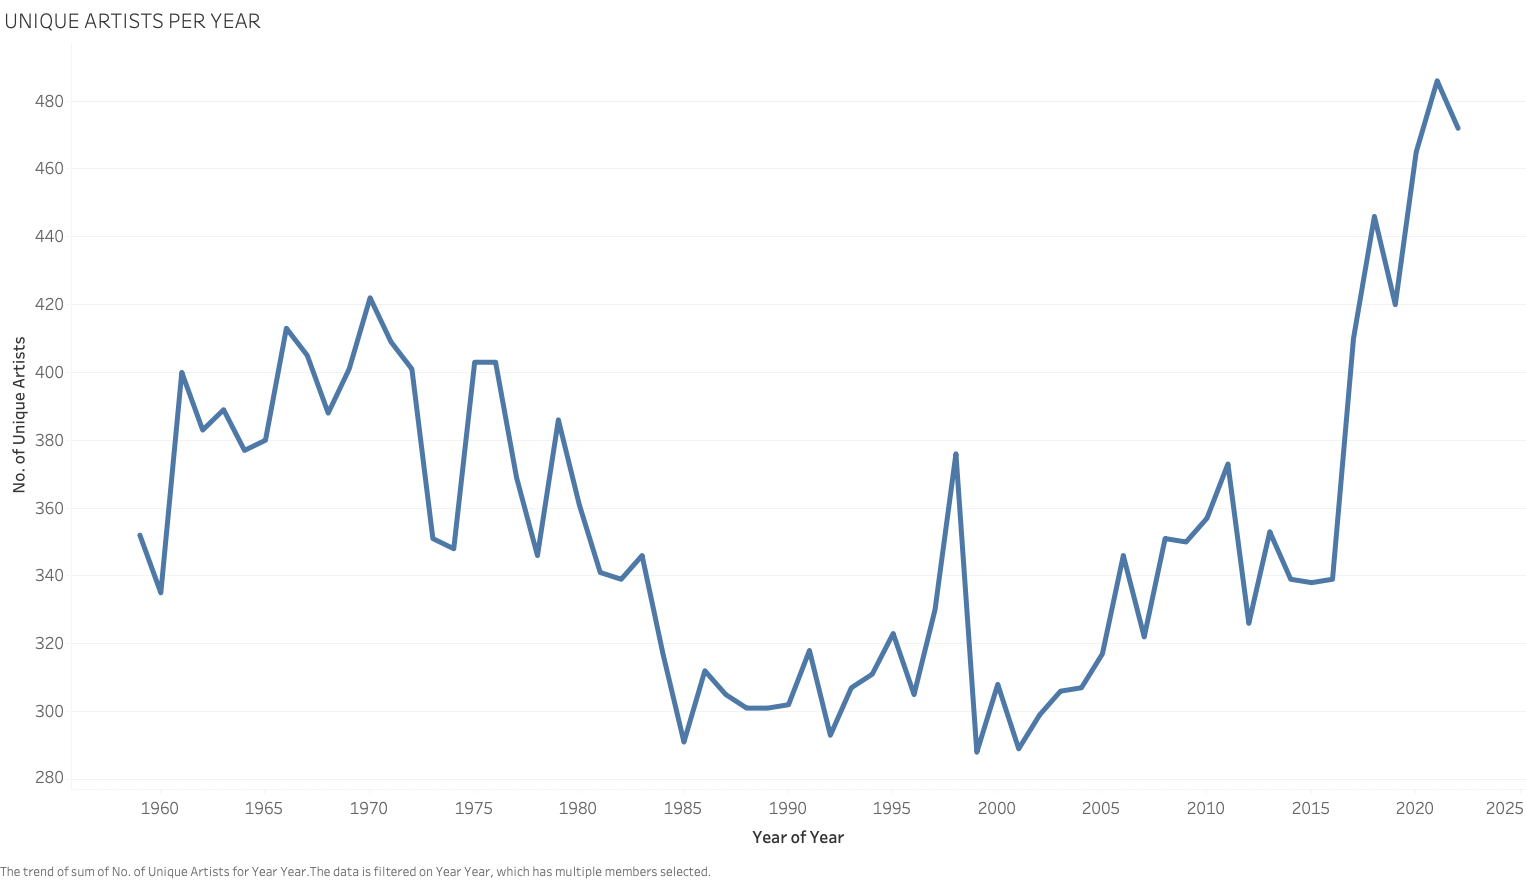 UNIQUE ARTISTS PER YEAR
480
460
440
420
400
380
360
340
320
300
280
No. of Unique Artists
1960 1965 1970 1975 1980 1985 1990 1995 2000 2005 2010 2015 2020 2025
Year of Year
The trend of sum of No. of Unique Artists for Year Year.The data is filtered on Year Year, which has multiple members selected.